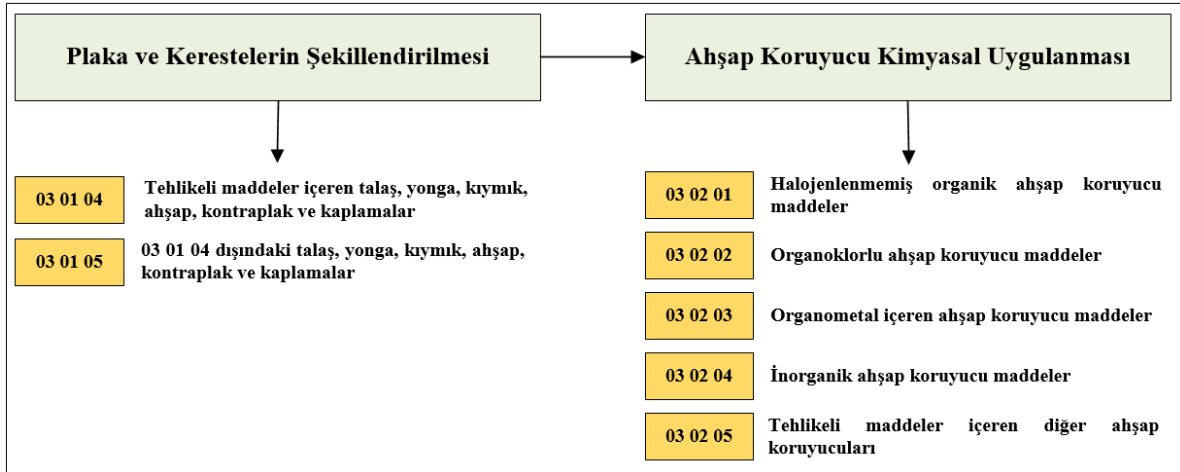 Plaka ve Kerestelerin Şekillendirilmesi
03 01 04
Tehlikeli maddeler içeren talaş, yonga, kıymık,
ahşap, kontraplak ve kaplamalar
03 01 05
03 01 04 dışındaki talaş, yonga, kıymık, ahşap,
kontraplak ve kaplamalar
Ahşap Koruyucu Kimyasal Uygulanması
03 02 01
Halojenlenmemiş organik ahşap koruyucu
maddeler
03 02 02
Organoklorlu ahşap koruyucu maddeler
03 02 03
Organometal içeren ahşap koruyucu maddeler
03 02 04
İnorganik ahşap koruyucu maddeler
03 02 05
Tehlikeli maddeler içeren diğer ahşap
koruyucuları